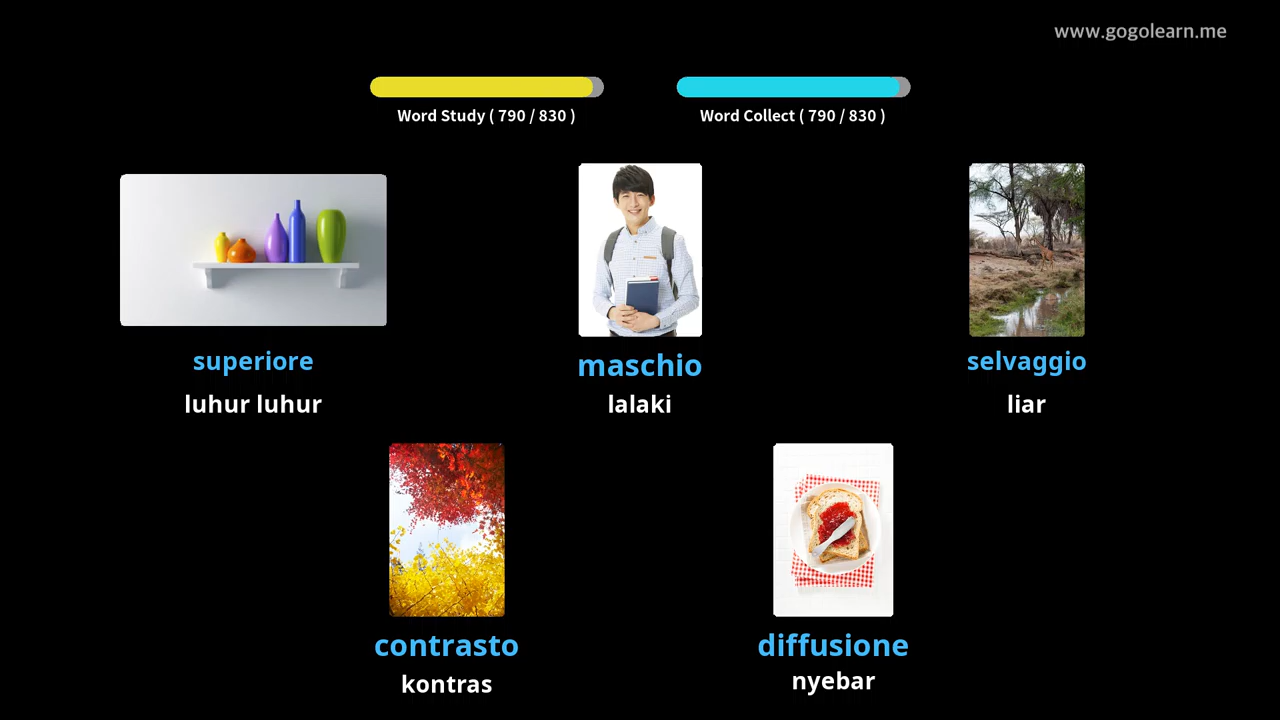 www.gogolearn.me
Word Study ( 790 / 830 )
Word Collect ( 790 / 830 )
superiore
luhur luhur
maschio
lalaki
selvaggio
liar
contrasto
kontras
diffusione
nyebar